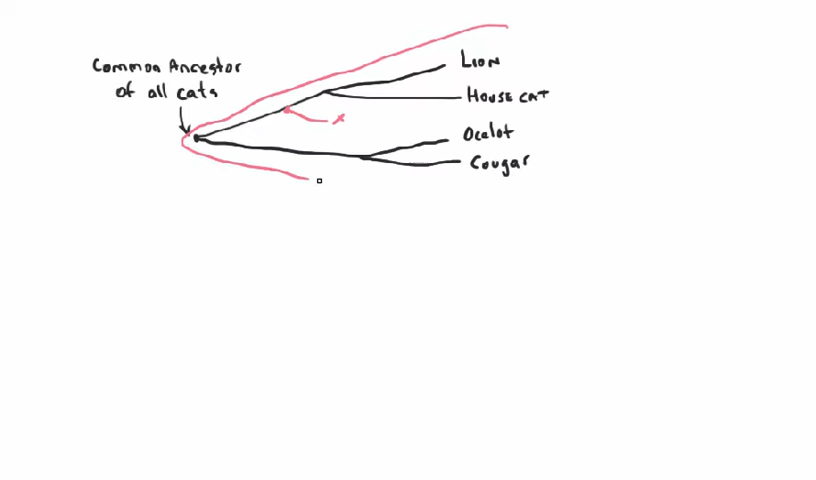 Common Ancestor
of all cats
Lion
House cat
x
Ocelot
Cougar